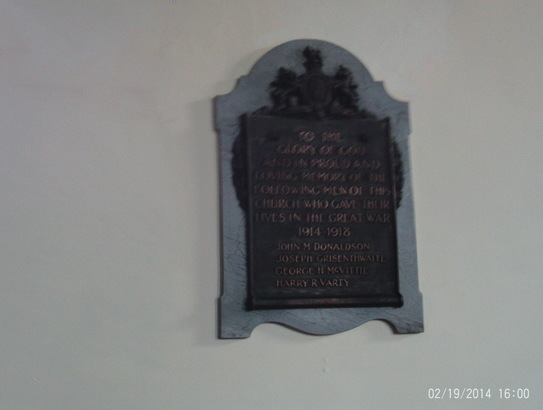 TO THE
GLORY OF GOD
AND IN PROUD AND
LOVING MEMORY OF THE
FOLLOWING MEN OF THIS
CHURCH WHO GAVE THEIR
LIVES IN THE GREAT WAR
1914-1918
JOHN M DONALDSON
JOSEPH GRISENTHWAITE
GEORGE H MCVITTIE
HARRY R VARTY
02/19/2014 16:00